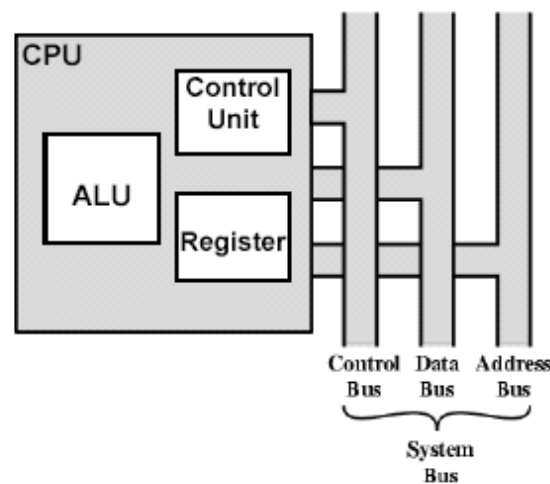 CPU
Control
Unit
ALU
Register
Control Data Address
Bus Bus Bus
System
Bus